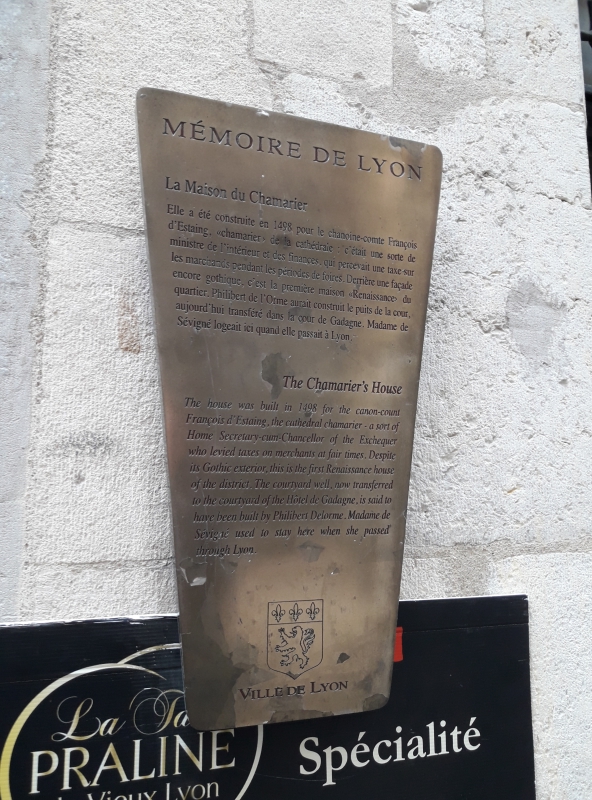 MÉMOIRE DE LYON
La Maison du Chamarier
Elle a été construite en 1498 pour le chanoine-comte François
d'Estaing, «chamarier» de la cathédrale - c'était une sorte de
ministre de l'intérieur et des finances, qui percevait une taxe sur
les marchands pendant les périodes de foires. Derrière une façade
encore gothique, c'est la première maison «Renaissance» du
quartier. Philibert de l'Orme aurait construit le puits de la cour,
aujourd'hui transféré dans la cour de Gadagne. Madame de
Sévigné logeait ici quand elle passait à Lyon.
The Chamarier's House
The house was built in 1498 for the canon-count
François d'Estaing, the cathedral chamarier - a sort of
Home Secretary-cum-Chancellor of the Exchequer
who levied taxes on merchants at fair times. Despite
its Gothic exterior, this is the first Renaissance house
of the district. The courtyard well, now transferred
to the courtyard of the Hôtel de Gadagne, is said to
have been built by Philibert Delorme. Madame de
Sévigné used to stay here when she passed
through Lyon.
VILLE DE LYON
La
PRALINE
Vieux Lyon
Spécialité